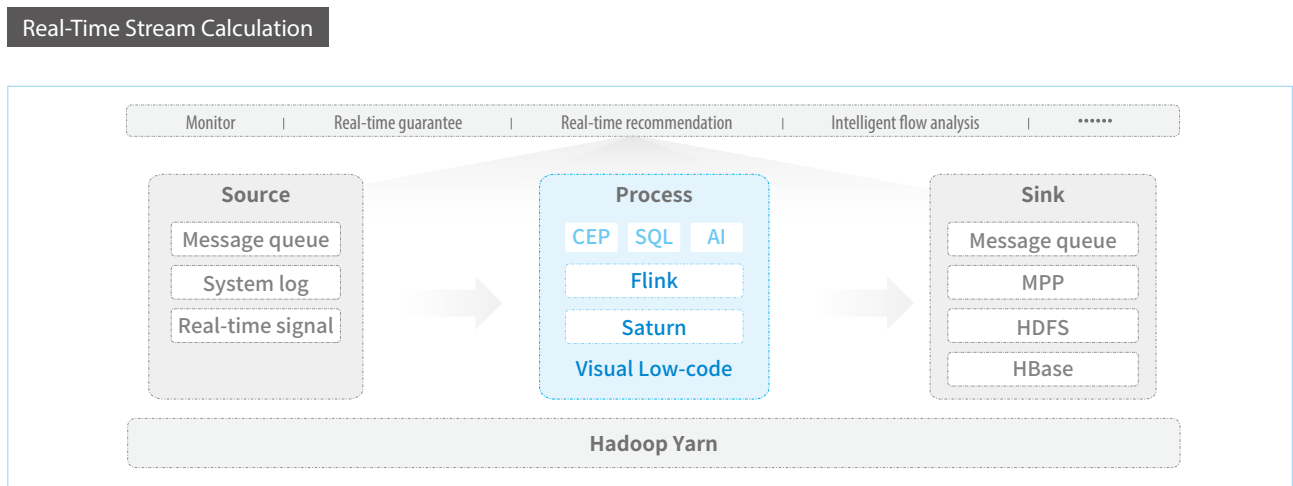 Real-Time Stream Calculation
Monitor | Real-time guarantee | Real-time recommendation | Intelligent flow analysis | ······
Source
Message queue
System log
Real-time signal
Process
CEP SQL AI
Flink
Saturn
Visual Low-code
Sink
Message queue
MPP
HDFS
HBase
Hadoop Yarn